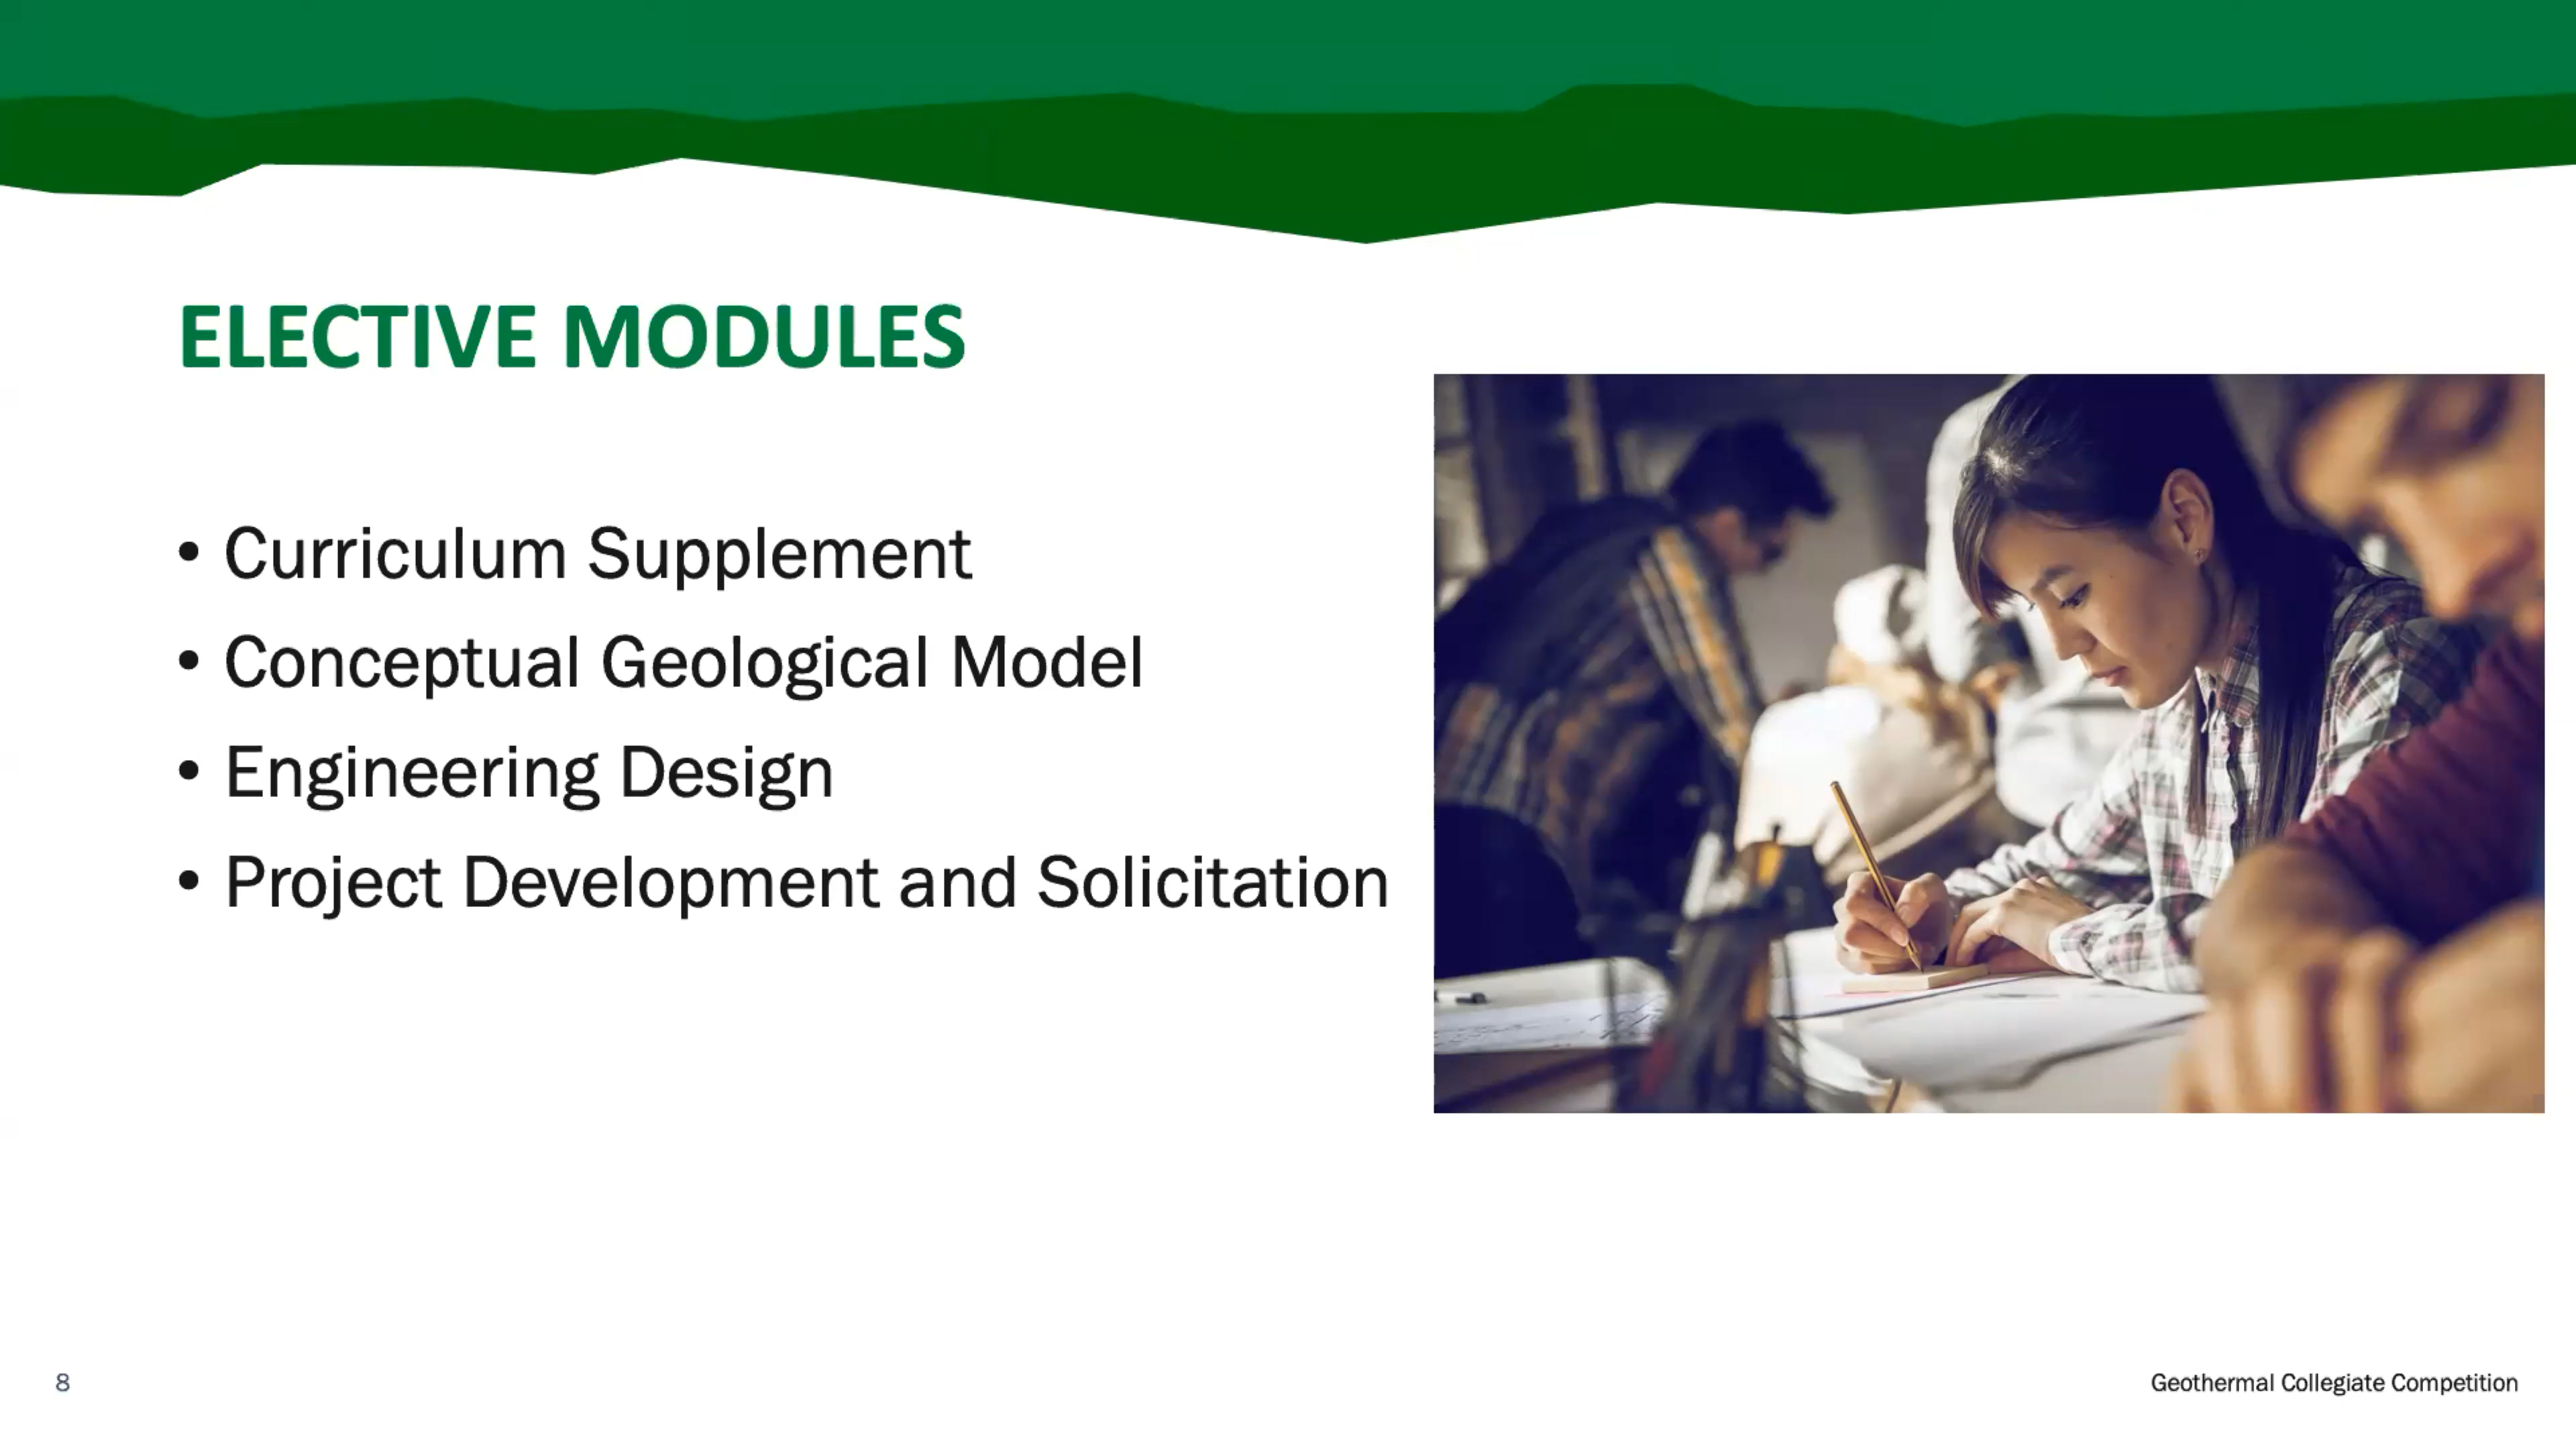 ELECTIVE MODULES
• Curriculum Supplement
• Conceptual Geological Model
• Engineering Design
• Project Development and Solicitation
8
Geothermal Collegiate Competition